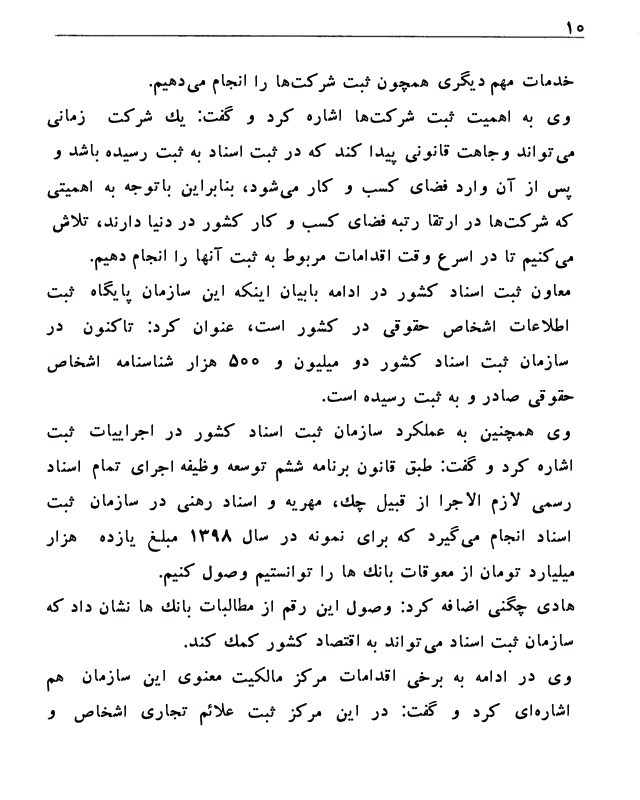 ۱۰
خدمات مهم دیگری همچون ثبت شرکت‌ها را انجام می‌دهیم.
وی به اهمیت ثبت شرکت‌ها اشاره کرد و گفت: یك شرکت زمانی
می‌تواند وجاهت قانونی پیدا کند که در ثبت اسناد به ثبت رسیده باشد و
پس از آن وارد فضای کسب و کار می‌شود، بنابراین باتوجه به اهمیتی
که شرکت‌ها در ارتقا رتبه فضای کسب و کار کشور در دنیا دارند، تلاش
می‌کنیم تا در اسرع وقت اقدامات مربوط به ثبت آنها را انجام دهیم.
معاون ثبت اسناد کشور در ادامه بابیان اینکه این سازمان پایگاه ثبت
اطلاعات اشخاص حقوقی در کشور است، عنوان کرد: تاکنون در
سازمان ثبت اسناد کشور دو میلیون و ۵۰۰ هزار شناسنامه اشخاص
حقوقی صادر و به ثبت رسیده است.
وی همچنین به عملکرد سازمان ثبت اسناد کشور در اجراییات ثبت
اشاره کرد و گفت: طبق قانون برنامه ششم توسعه وظیفه اجرای تمام اسناد
رسمی لازم الاجرا از قبیل چك، مهریه و اسناد رهنی در سازمان ثبت
اسناد انجام می‌گیرد که برای نمونه در سال ۱۳۹۸ مبلغ یازده هزار
میلیارد تومان از معوقات بانك ها را توانستیم وصول کنیم.
هادی چگنی اضافه کرد: وصول این رقم از مطالبات بانك ها نشان داد که
سازمان ثبت اسناد می‌تواند به اقتصاد کشور کمك کند.
وی در ادامه به برخی اقدامات مرکز مالکیت معنوی این سازمان هم
اشاره‌ای کرد و گفت: در این مرکز ثبت علائم تجاری اشخاص و